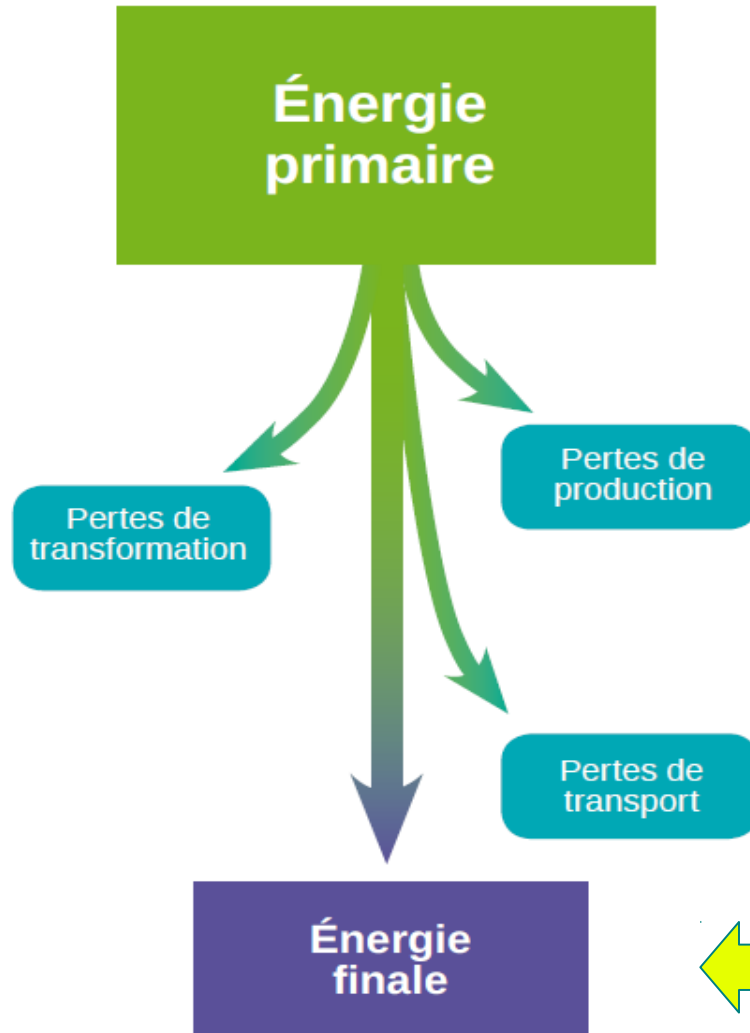 Énergie
primaire
Pertes de
production
Pertes de
transformation
Pertes de
transport
Énergie
finale